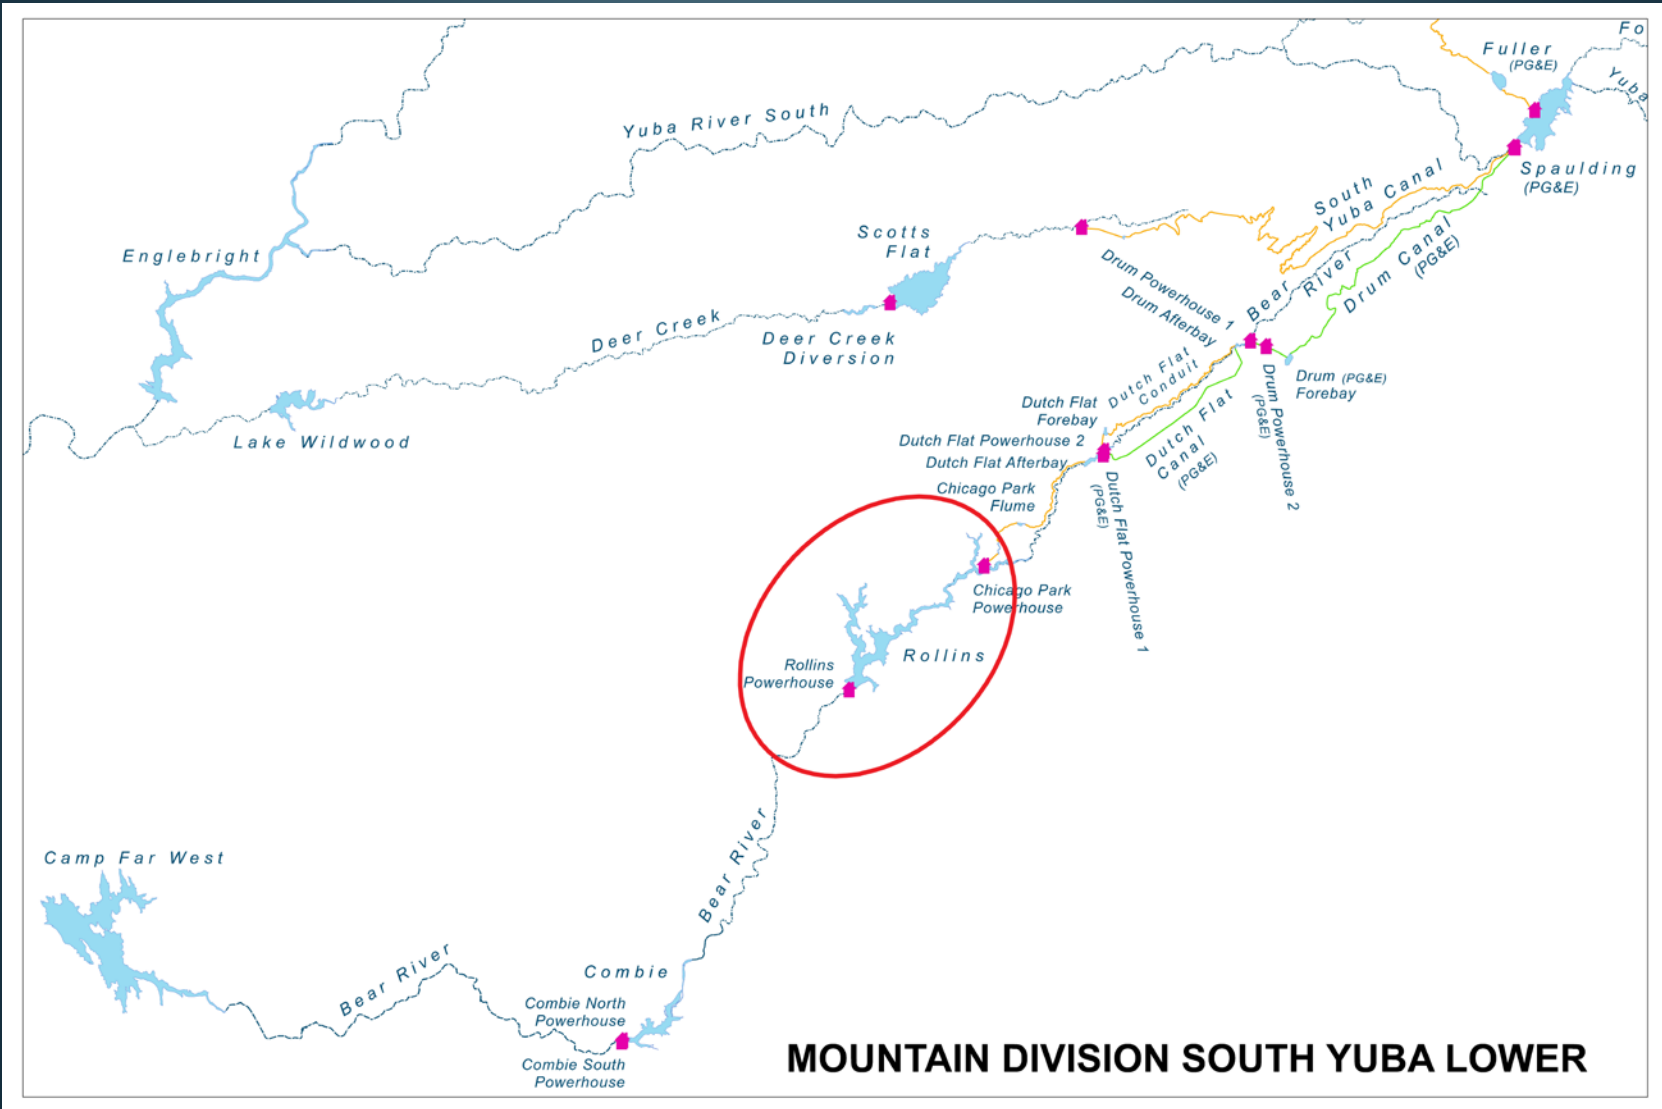 Fo
Fuller
(PG&E)
Yuba
Yuba River South
Spaulding
(PG&E)
South
Yuba Canal
Scotts
Flat
Englebright
Drum Canal
(PG&E)
Bear
River
Drum Powerhouse 1
Drum Afterbay
Deer Creek
Deer Creek
Diversion
Dutch Flat
Conduit
Drum (PG&E)
Forebay
Drum Powerhouse 2
(PG&E)
Dutch Flat
Forebay
Dutch Flat
Canal
(PG&E)
Lake Wildwood
Dutch Flat Powerhouse 2
Dutch Flat Afterbay
Dutch Flat Powerhouse 1
(PG&E)
Chicago Park
Flume
Chicago Park
Powerhouse
Rollins
Rollins
Powerhouse
Bear River
Camp Far West
Bear River
Combie
Combie North
Powerhouse
Combie South
Powerhouse
MOUNTAIN DIVISION SOUTH YUBA LOWER